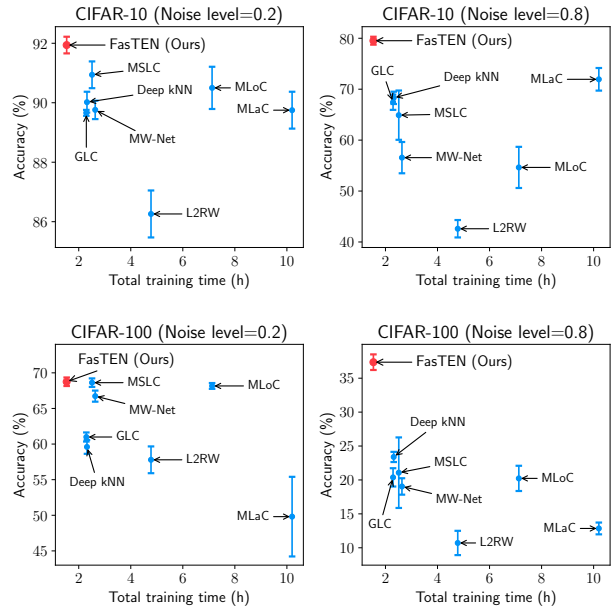 CIFAR-10 (Noise level=0.2)
92
90
88
86
Accuracy (%)
FasTEN (Ours)
MSLC
Deep kNN
MLoC
MLaC
MW-Net
GLC
L2RW
2 4 6 8 10
Total training time (h)
CIFAR-10 (Noise level=0.8)
80
70
60
50
40
Accuracy (%)
FasTEN (Ours)
GLC
Deep kNN
MLaC
MSLC
MW-Net
MLoC
L2RW
2 4 6 8 10
Total training time (h)
CIFAR-100 (Noise level=0.2)
70
65
60
55
50
45
Accuracy (%)
FasTEN (Ours)
MSLC
MLoC
MW-Net
GLC
L2RW
Deep kNN
MLaC
2 4 6 8 10
Total training time (h)
CIFAR-100 (Noise level=0.8)
35
30
25
20
15
10
Accuracy (%)
FasTEN (Ours)
Deep kNN
MSLC
MLoC
MW-Net
GLC
MLaC
L2RW
2 4 6 8 10
Total training time (h)